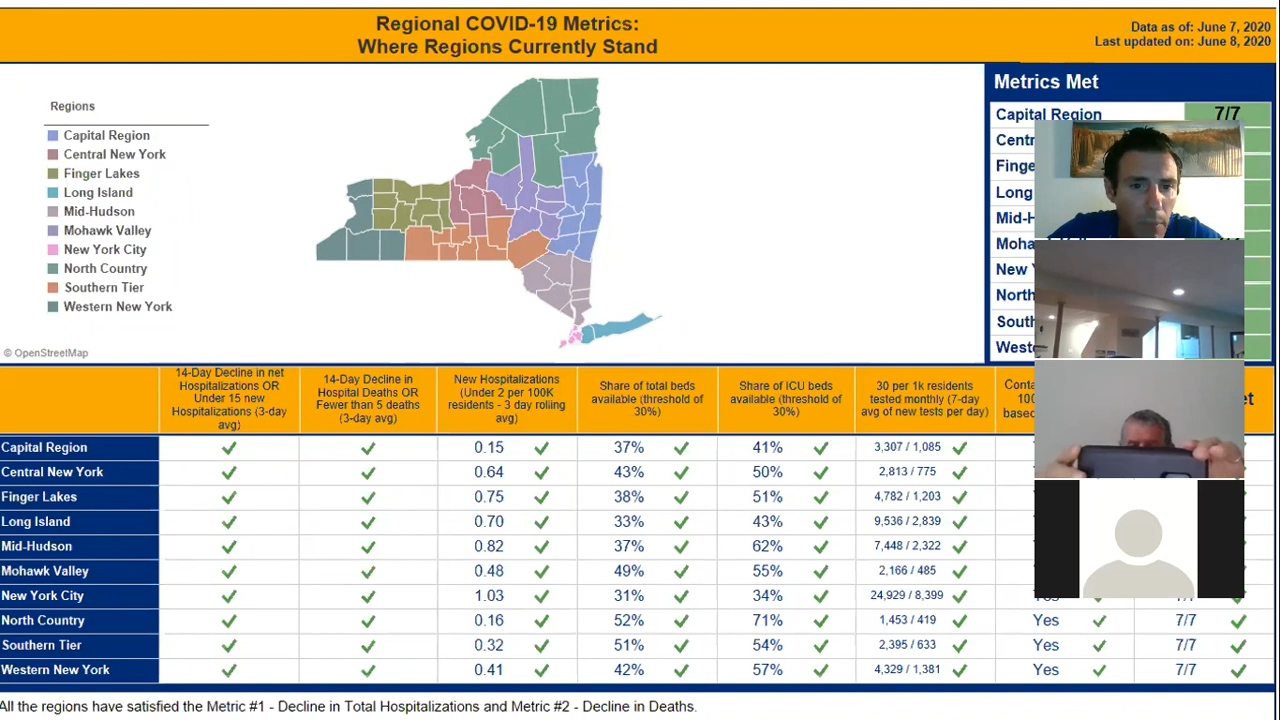 Regional COVID-19 Metrics:
Where Regions Currently Stand
Data as of: June 7, 2020
Last updated on: June 8, 2020
Regions
Capital Region
Central New York
Finger Lakes
Long Island
Mid-Hudson
Mohawk Valley
New York City
North Country
Southern Tier
Western New York
© OpenStreetMap
Metrics Met
Capital Region 7/7
Centr
Finge
Long
Mid-H
Moha
New Y
North
South
Weste
14-Day Decline in net
Hospitalizations OR
Under 15 new
Hospitalizations (3-day
avg)
14-Day Decline in
Hospital Deaths OR
Fewer than 5 deaths
(3-day avg)
New Hospitalizations
(Under 2 per 100K
residents - 3 day rolling
avg)
Share of total beds
available (threshold of
30%)
Share of ICU beds
available (threshold of
30%)
30 per 1k residents
tested monthly (7-day
avg of new tests per day)
Conta
100
based
et
Capital Region 0.15 37% 41% 3,307 / 1,085
Central New York 0.64 43% 50% 2,813 / 775
Finger Lakes 0.75 38% 51% 4,782 / 1,203
Long Island 0.70 33% 43% 9,536 / 2,839
Mid-Hudson 0.82 37% 62% 7,448 / 2,322
Mohawk Valley 0.48 49% 55% 2,166 / 485
New York City 1.03 31% 34% 24,929 / 8,399 Yes 7/7
North Country 0.16 52% 71% 1,453 / 419 Yes 7/7
Southern Tier 0.32 51% 54% 2,395 / 633 Yes 7/7
Western New York 0.41 42% 57% 4,329 / 1,381 Yes 7/7
All the regions have satisfied the Metric #1 - Decline in Total Hospitalizations and Metric #2 - Decline in Deaths.